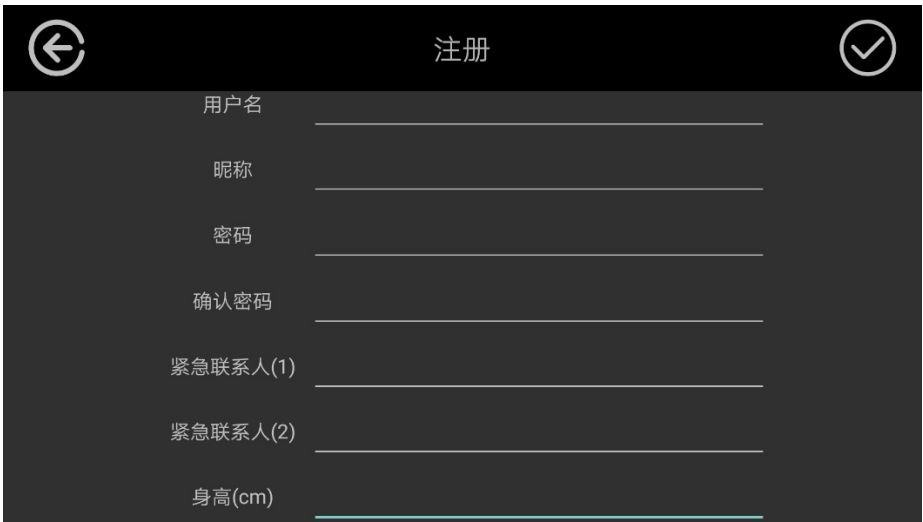 注册
用户名
昵称
密码
确认密码
紧急联系人(1)
紧急联系人(2)
身高(cm)